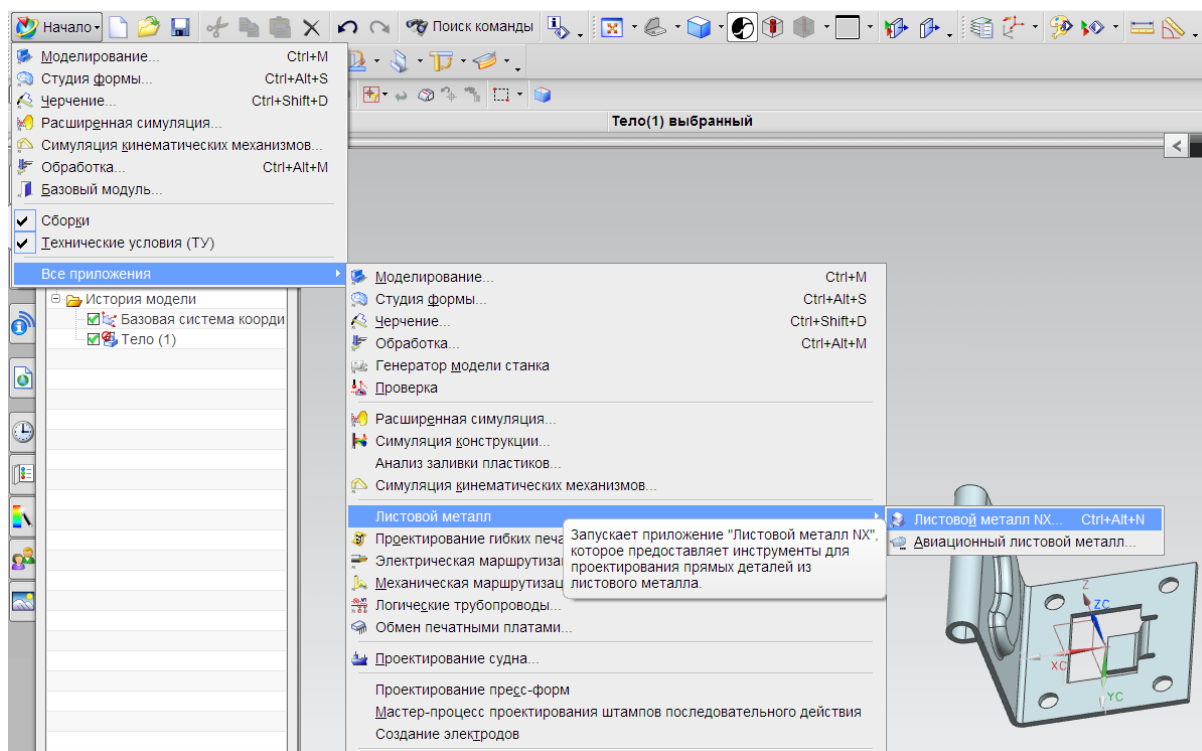 Начало
Поиск команды
Моделирование... Ctrl+M
Студия формы... Ctrl+Alt+S
Черчение... Ctrl+Shift+D
Расширенная симуляция...
Симуляция кинематических механизмов...
Обработка... Ctrl+Alt+M
Базовый модуль...
Сборки
Технические условия (ТУ)
Все приложения
Тело(1) выбранный
История модели
Базовая система коорди
Тело (1)
Моделирование... Ctrl+M
Студия формы... Ctrl+Alt+S
Черчение... Ctrl+Shift+D
Обработка... Ctrl+Alt+M
Генератор модели станка
Проверка
Расширенная симуляция...
Симуляция конструкции...
Анализ заливки пластиков...
Симуляция кинематических механизмов...
Листовой металл
Проектирование гибких печа
Электрическая маршрутиза
Механическая маршрутизац
Логические трубопроводы...
Обмен печатными платами...
Проектирование судна...
Проектирование пресс-форм
Мастер-процесс проектирования штампов последовательного действия
Создание электродов
Запускает приложение "Листовой металл NX",
которое предоставляет инструменты для
проектирования прямых деталей из
листового металла.
Листовой металл NX... Ctrl+Alt+N
Авиационный листовой металл...
Z
ZC
XC
YC